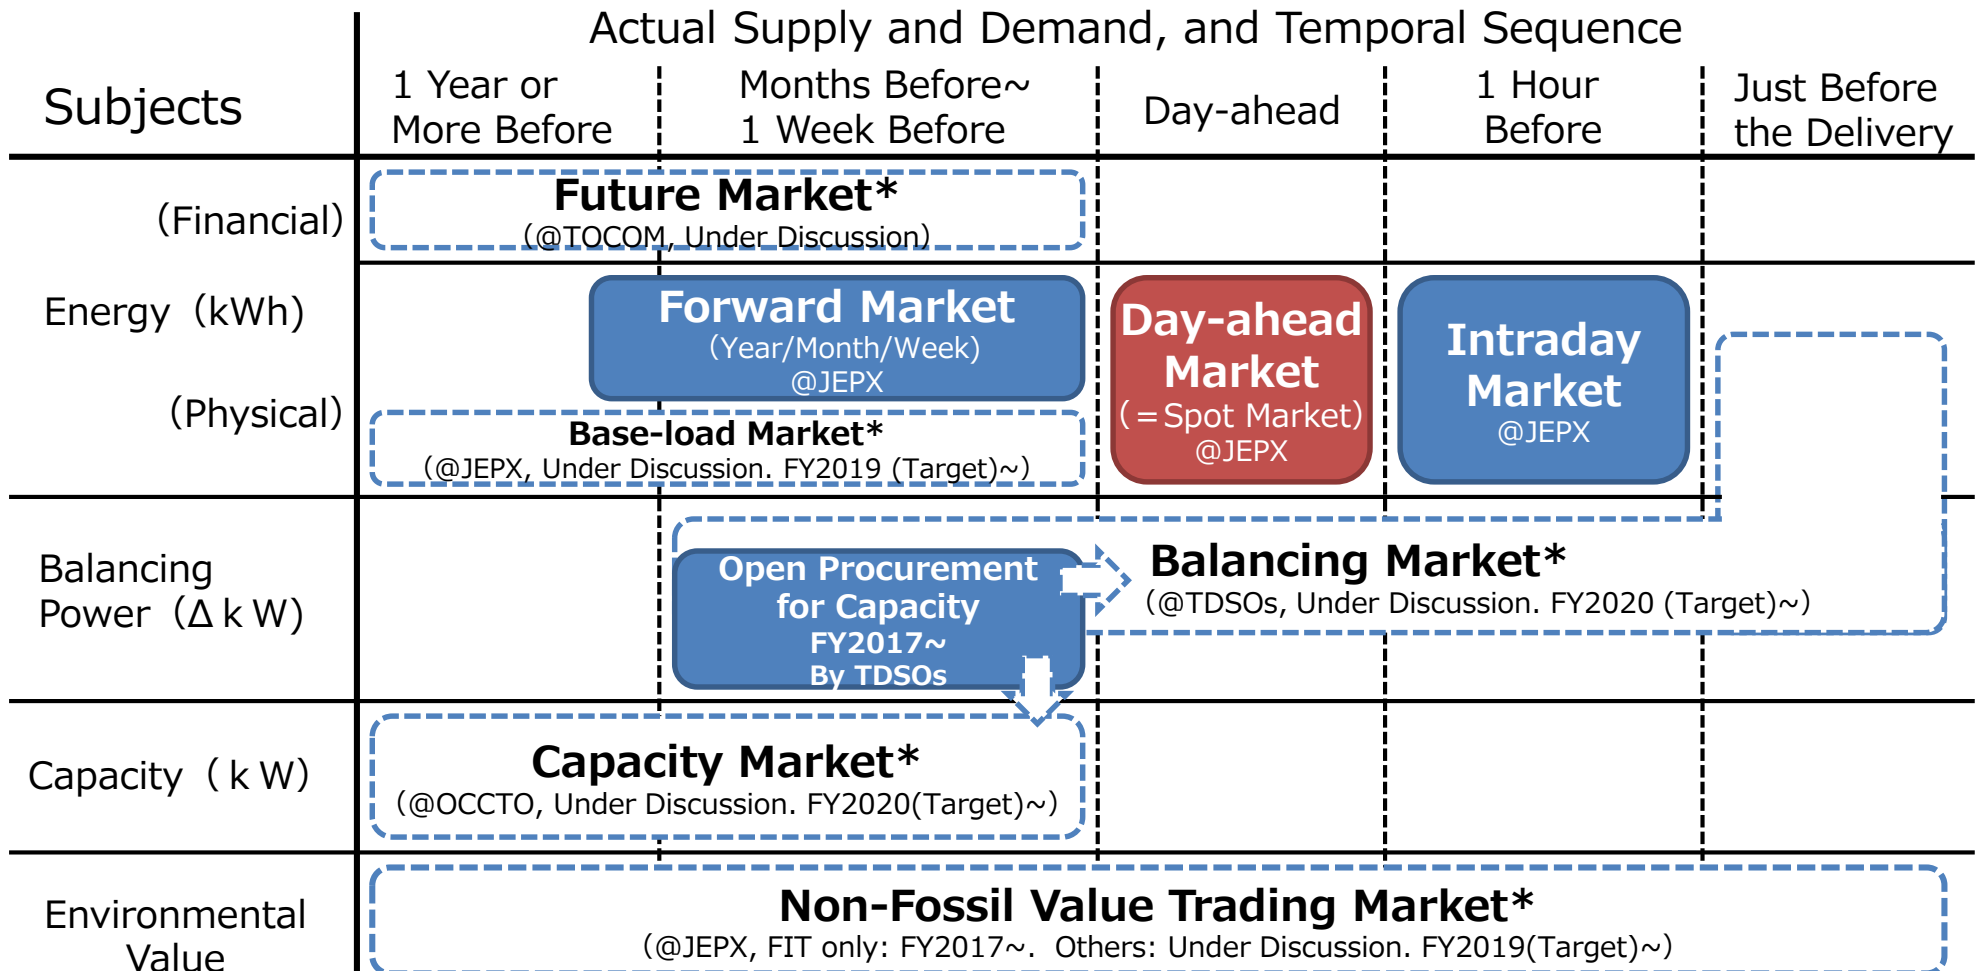 Actual Supply and Demand, and Temporal Sequence
Subjects
1 Year or
More Before
Months Before~
1 Week Before
Day-ahead
1 Hour
Before
Just Before
the Delivery
（Financial）
Future Market*
（@TOCOM, Under Discussion）
Energy（kWh）
（Physical）
Forward Market
（Year/Month/Week）
@JEPX
Base-load Market*
（@JEPX, Under Discussion. FY2019 (Target)~）
Day-ahead
Market
（＝Spot Market）
@JEPX
Intraday
Market
@JEPX
Balancing
Power（ΔｋW）
Open Procurement
for Capacity
FY2017~
By TDSOs
Balancing Market*
（@TDSOs, Under Discussion. FY2020 (Target)~）
Capacity（ｋW）
Capacity Market*
（@OCCTO, Under Discussion. FY2020(Target)~）
Environmental
Value
Non-Fossil Value Trading Market*
（@JEPX, FIT only: FY2017~.  Others: Under Discussion. FY2019(Target)~）